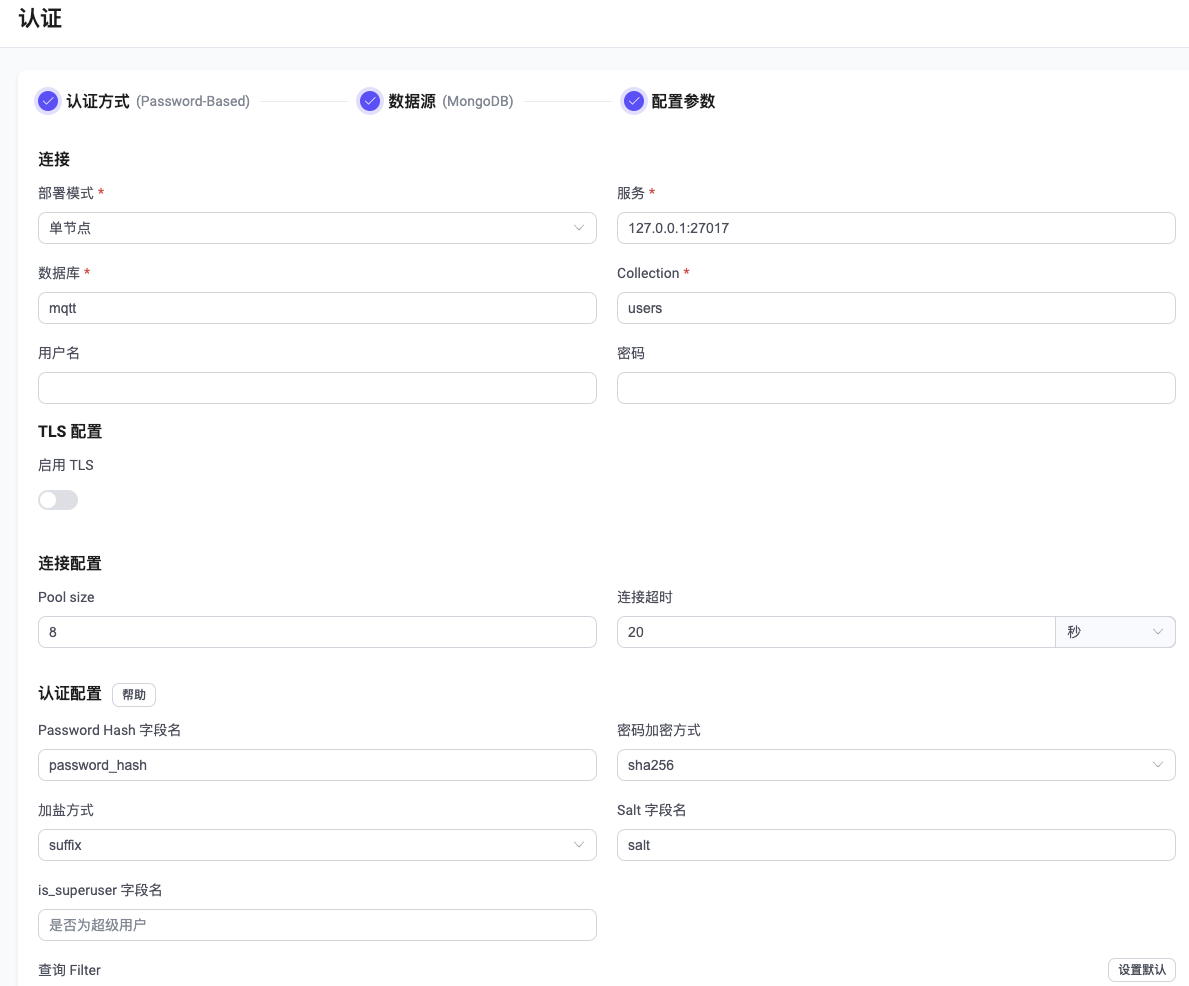 认证
认证方式 (Password-Based) 数据源 (MongoDB) 配置参数
连接
部署模式 * 服务 *
单节点 127.0.0.1:27017
数据库 * Collection *
mqtt users
用户名 密码
TLS 配置
启用 TLS
连接配置
Pool size 连接超时
8 20 秒
认证配置 帮助
Password Hash 字段名 密码加密方式
password_hash sha256
加盐方式 Salt 字段名
suffix salt
is_superuser 字段名
是否为超级用户
查询 Filter 设置默认